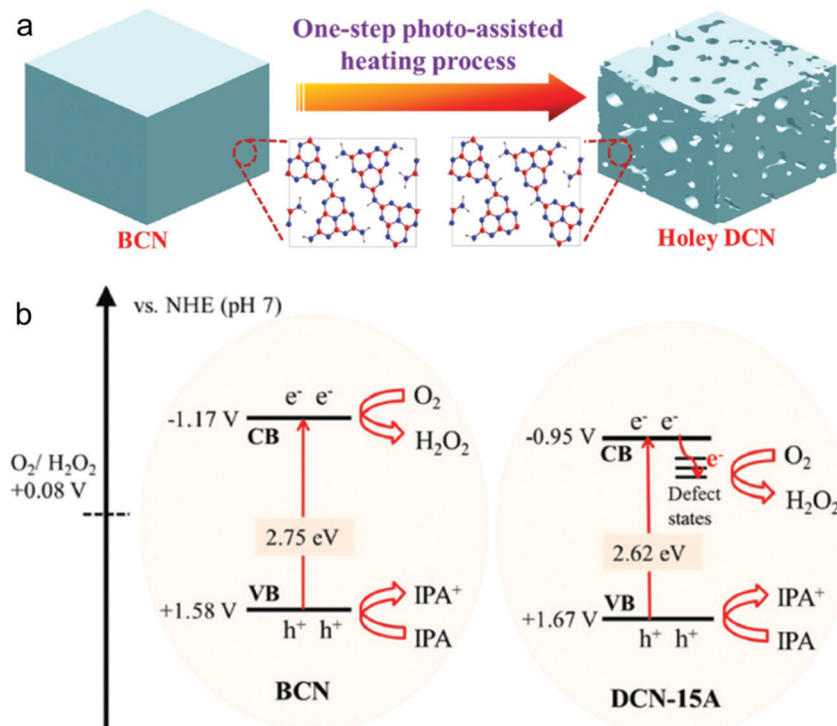 a
One-step photo-assisted
heating process
BCN
Holey DCN
b
vs. NHE (pH 7)
O₂/ H₂O₂
+0.08 V
-1.17 V
CB
e⁻ e⁻
O₂
H₂O₂
2.75 eV
+1.58 V
VB
h⁺ h⁺
IPA⁺
IPA
BCN
-0.95 V
CB
e⁻ e⁻
e⁻
Defect
states
O₂
H₂O₂
2.62 eV
+1.67 V
VB
h⁺ h⁺
IPA⁺
IPA
DCN-15A